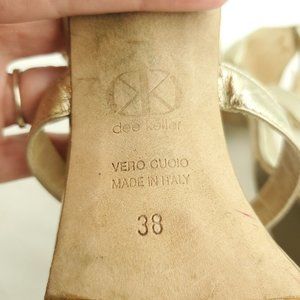 dee keller
VERO CUOIO
MADE IN ITALY
38